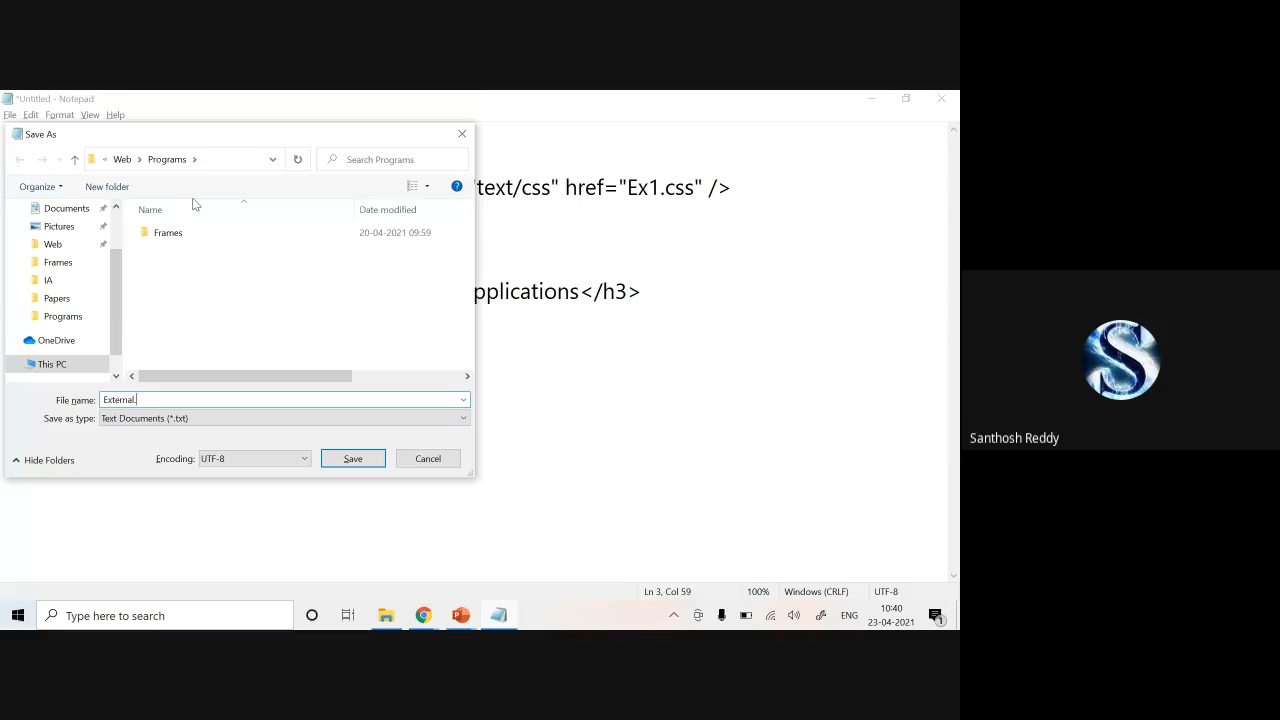 *Untitled - Notepad
File Edit Format View Help
Save As
« Web > Programs >
Search Programs
Organize
New folder
?
Name
Date modified
Documents
Frames
20-04-2021 09:59
Pictures
Web
Frames
IA
Papers
Programs
OneDrive
This PC
File name: External.
Save as type: Text Documents (*.txt)
Hide Folders
Encoding: UTF-8
Save
Cancel
text/css" href="Ex1.css" />
pplications</h3>
Ln 3, Col 59
100%
Windows (CRLF)
UTF-8
Type here to search
ENG
10:40
23-04-2021
1
S
Santhosh Reddy